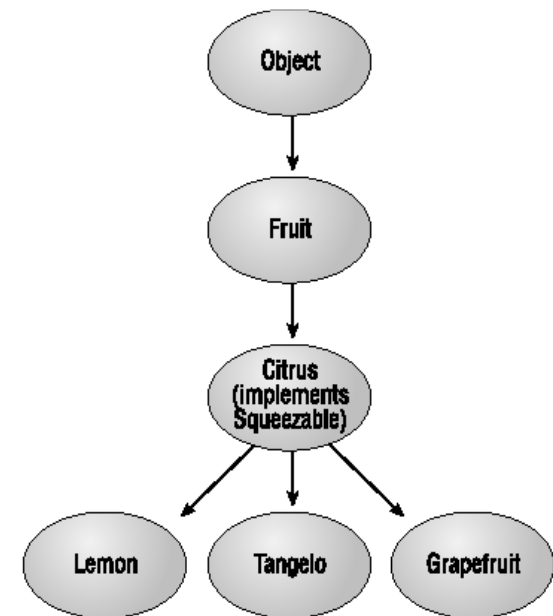 Object
Fruit
Citrus
(implements
Squeezable)
Lemon
Tangelo
Grapefruit